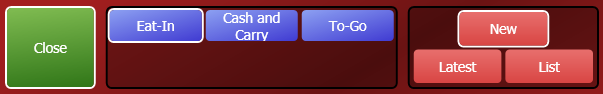 Close
Eat-In
Cash and
Carry
To-Go
New
Latest
List